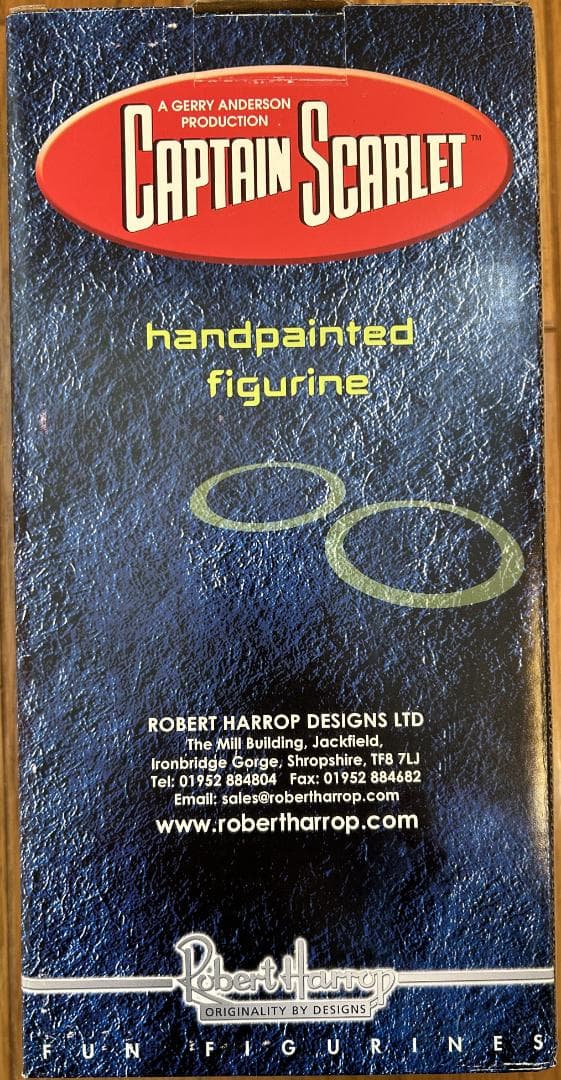 A GERRY ANDERSON
PRODUCTION
CAPTAIN SCARLET™
handpainted
figurine
ROBERT HARROP DESIGNS LTD
The Mill Building, Jackfield,
Ironbridge Gorge, Shropshire, TF8 7LJ
Tel: 01952 884804 Fax: 01952 884682
Email: sales@robertharrop.com
www.robertharrop.com
Robert Harrop
ORIGINALITY BY DESIGNS
FUN FIGURINES